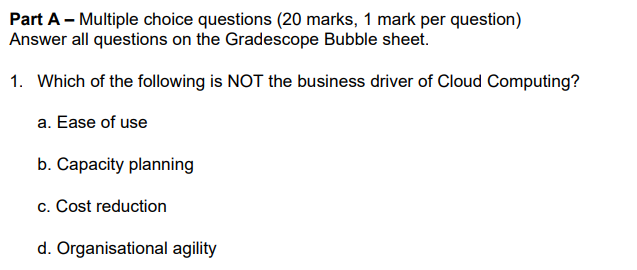 Part A – Multiple choice questions (20 marks, 1 mark per question)
Answer all questions on the Gradescope Bubble sheet.
1. Which of the following is NOT the business driver of Cloud Computing?
a. Ease of use
b. Capacity planning
c. Cost reduction
d. Organisational agility